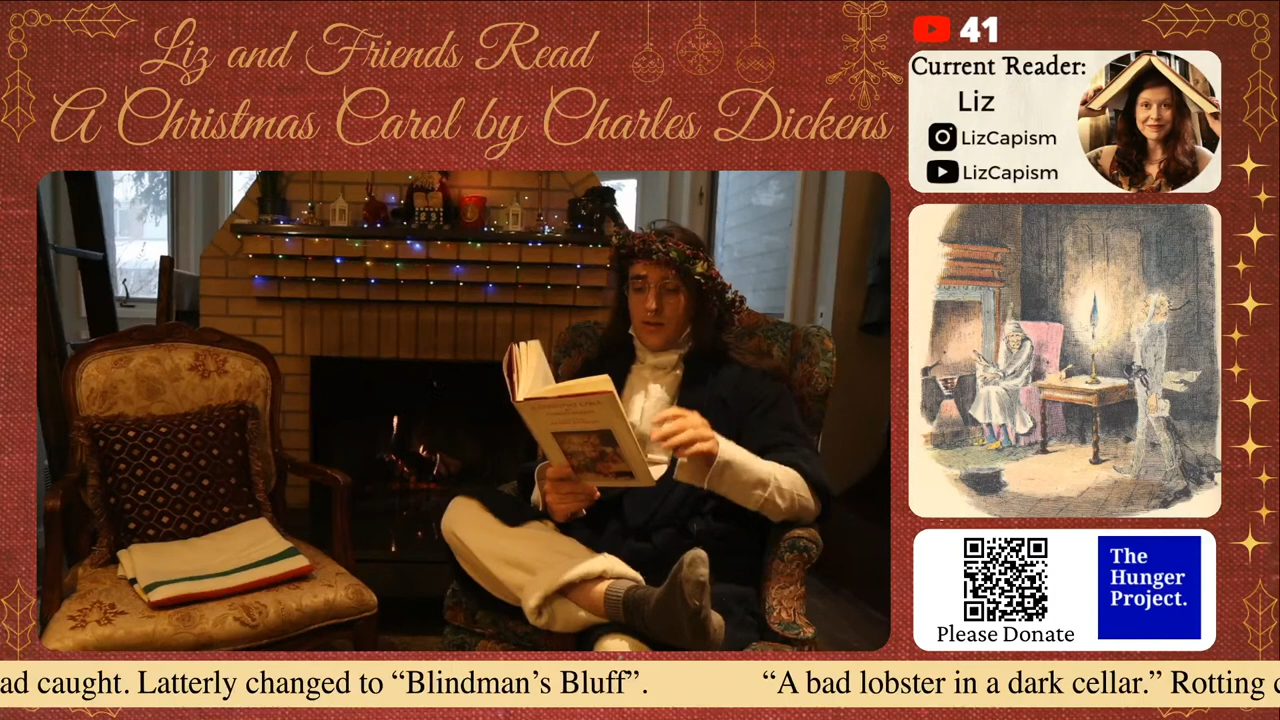 Liz and Friends Read
A Christmas Carol by Charles Dickens
41
Current Reader:
Liz
LizCapism
LizCapism
The
Hunger
Project.
Please Donate
ad caught. Latterly changed to “Blindman’s Bluff”. “A bad lobster in a dark cellar.” Rotting